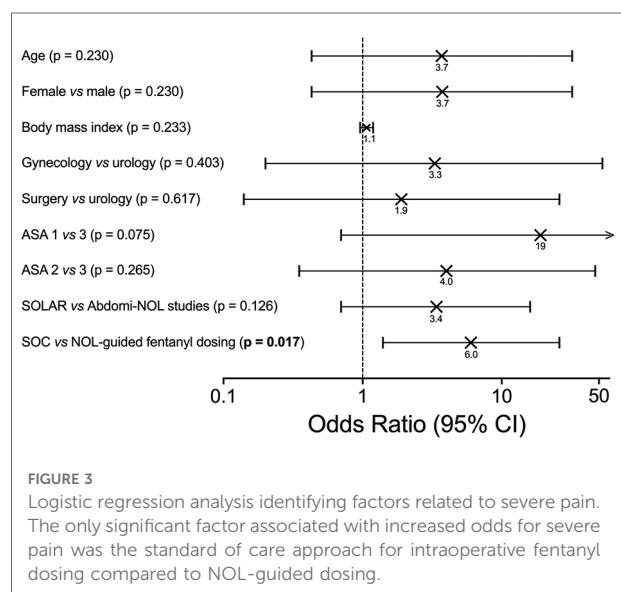 Age (p = 0.230)
3.7
Female vs male (p = 0.230)
3.7
Body mass index (p = 0.233)
1.1
Gynecology vs urology (p = 0.403)
3.3
Surgery vs urology (p = 0.617)
1.9
ASA 1 vs 3 (p = 0.075)
19
ASA 2 vs 3 (p = 0.265)
4.0
SOLAR vs Abdomi-NOL studies (p = 0.126)
3.4
SOC vs NOL-guided fentanyl dosing (p = 0.017)
6.0
0.1 1 10 50
Odds Ratio (95% CI)
FIGURE 3
Logistic regression analysis identifying factors related to severe pain.
The only significant factor associated with increased odds for severe
pain was the standard of care approach for intraoperative fentanyl
dosing compared to NOL-guided dosing.